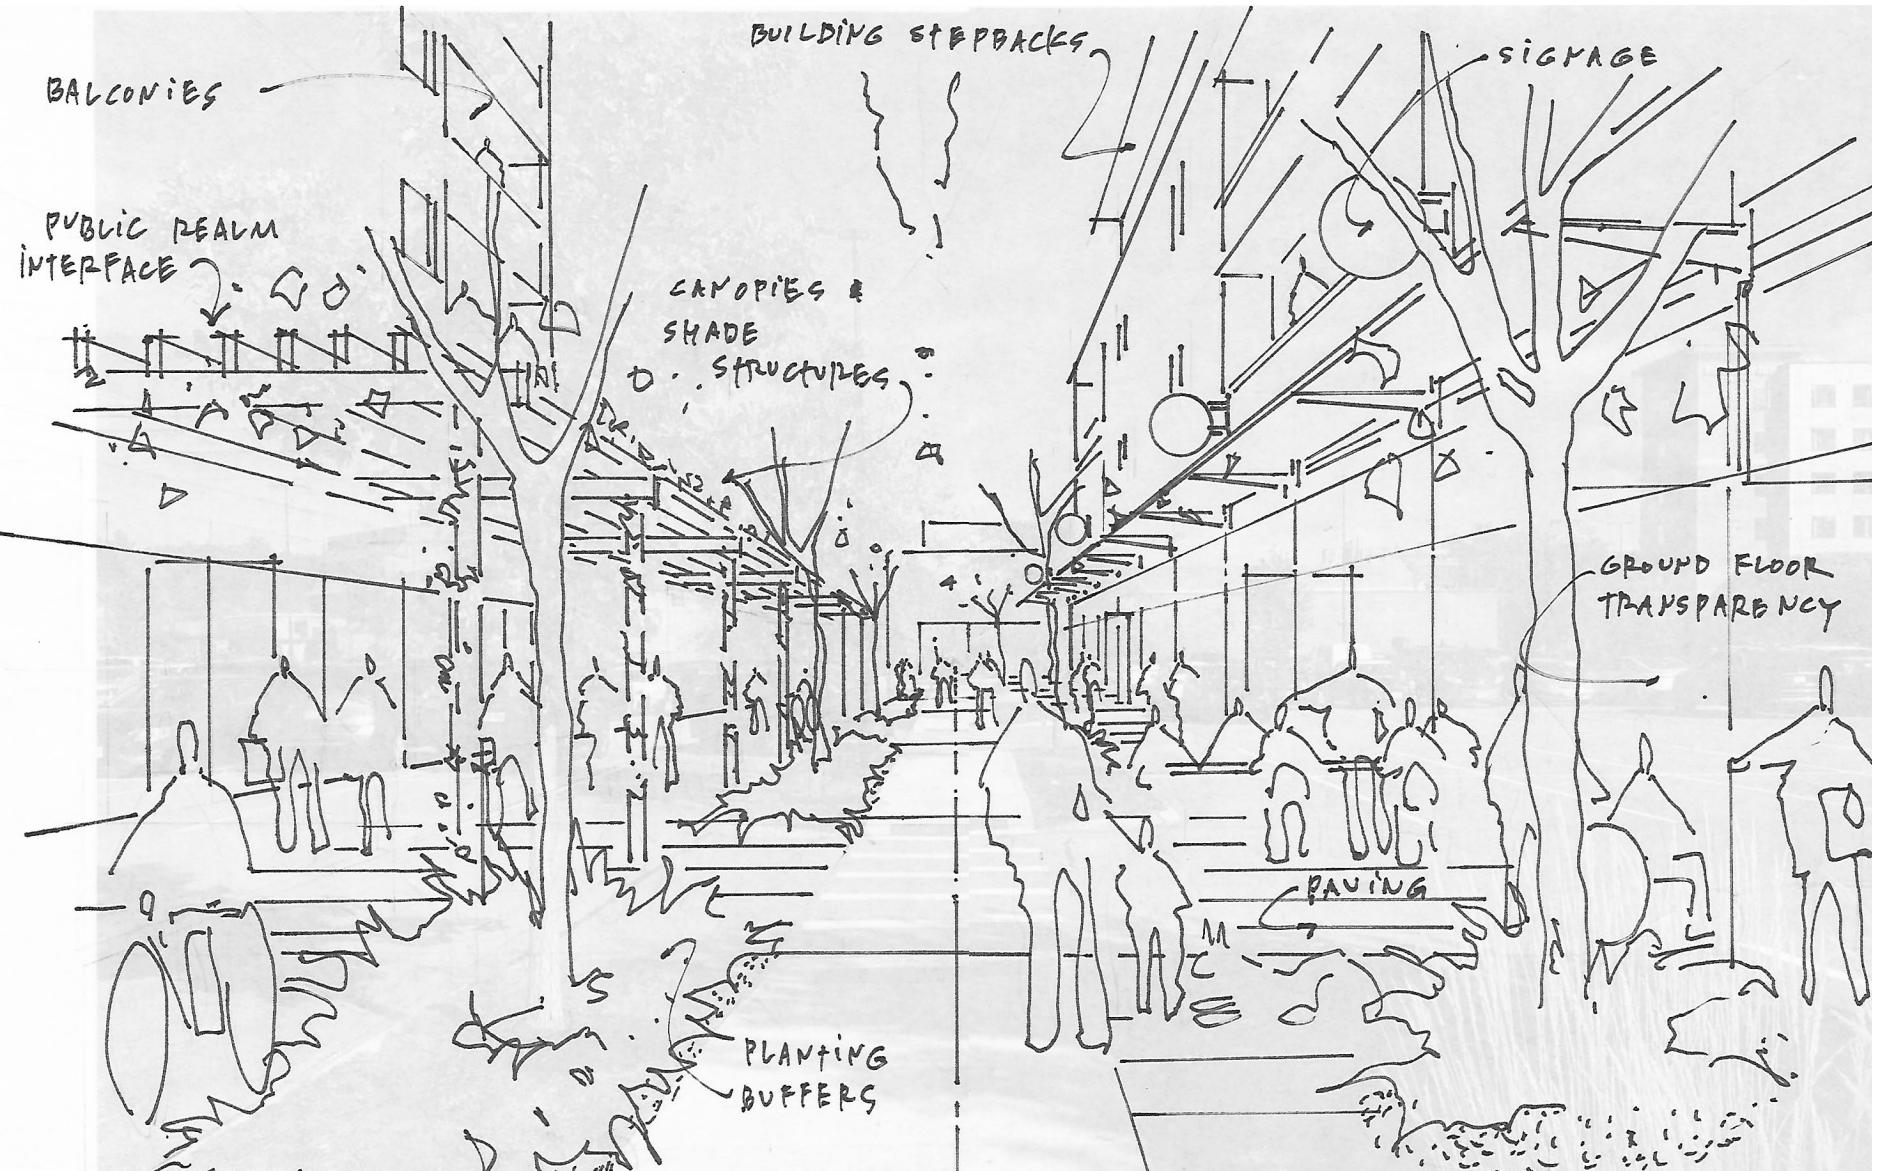 BUILDING STEPBACKS
SIGNAGE
BALCONIES
PUBLIC REALM
INTERFACE
CANOPIES &
SHADE
STRUCTURES
GROUND FLOOR
TRANSPARENCY
PAVING
PLANTING
BUFFERS